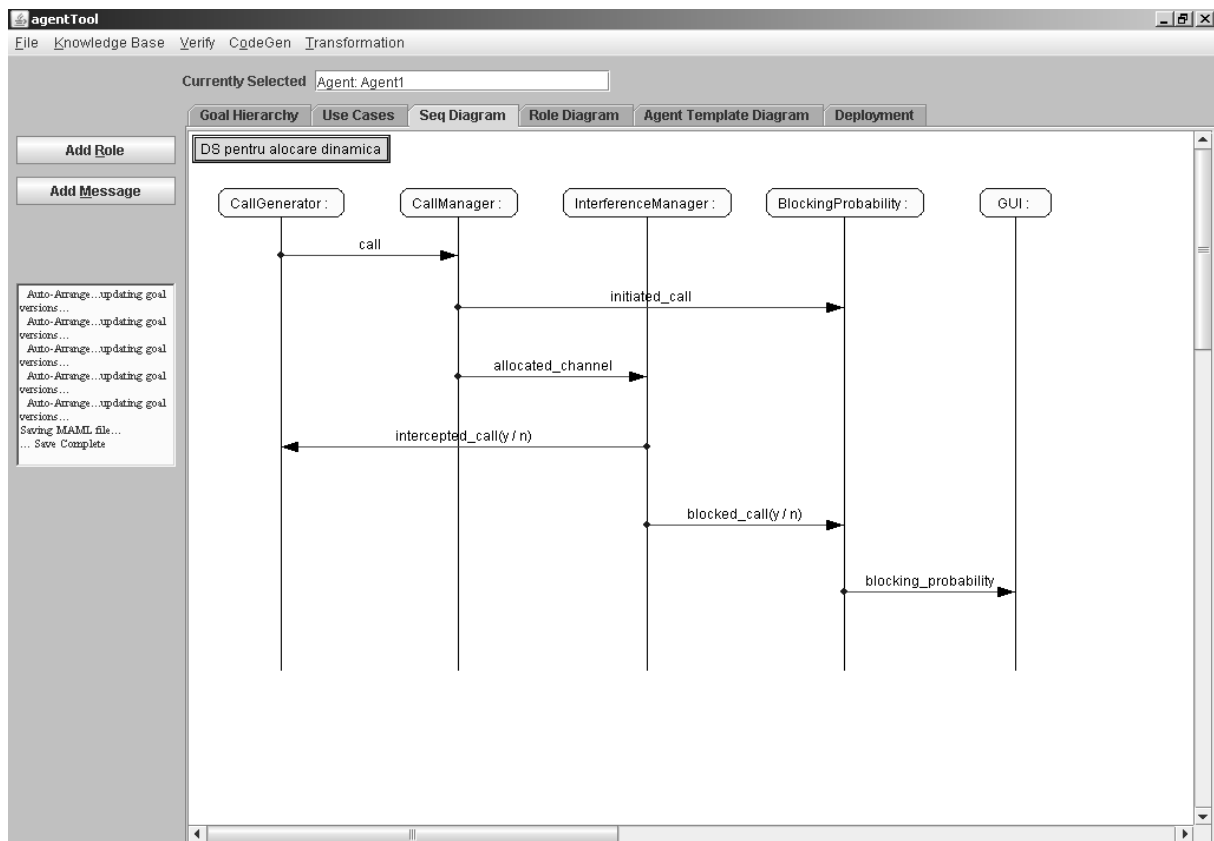 agentTool
File Knowledge Base Verify CodeGen Transformation
Currently Selected Agent: Agent1
Goal Hierarchy Use Cases Seq Diagram Role Diagram Agent Template Diagram Deployment
Add Role
Add Message
DS pentru alocare dinamica
CallGenerator : CallManager : InterferenceManager : BlockingProbability : GUI :
call
initiated_call
allocated_channel
intercepted_call(y / n)
blocked_call(y / n)
blocking_probability
Auto-Arrange...updating goal
versions...
Auto-Arrange...updating goal
versions...
Auto-Arrange...updating goal
versions...
Auto-Arrange...updating goal
versions...
Auto-Arrange...updating goal
versions...
Saving MAML file...
... Save Complete